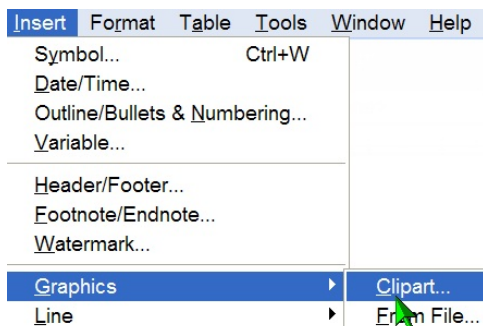 Insert Format Table Tools Window Help
Symbol... Ctrl+W
Date/Time...
Outline/Bullets & Numbering...
Variable...
Header/Footer...
Footnote/Endnote...
Watermark...
Graphics Clipart...
Line From File...